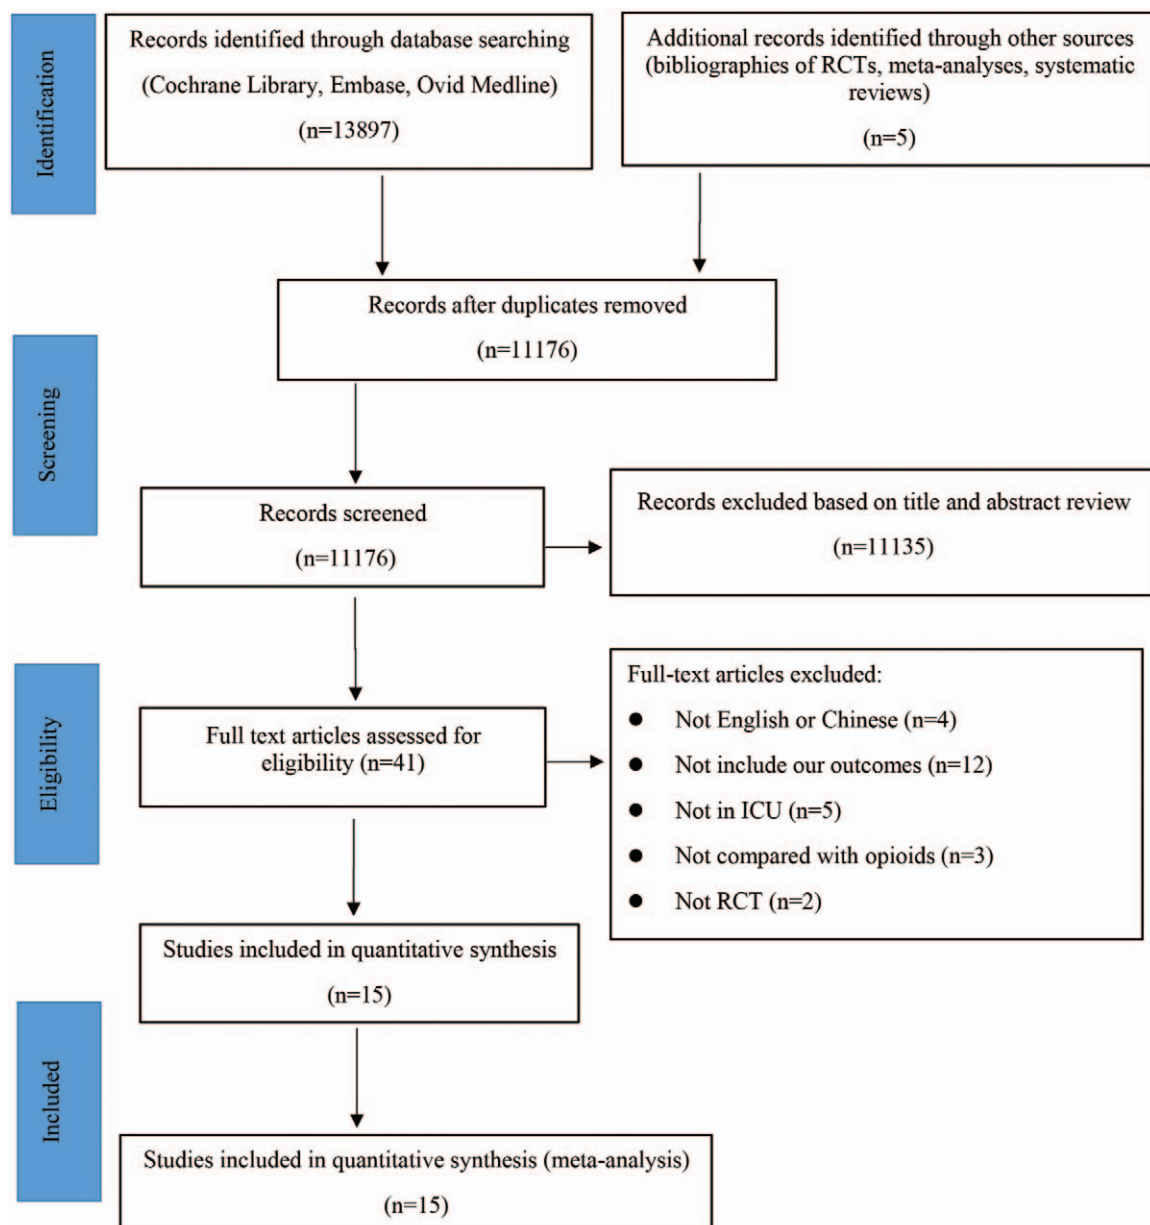 Identification
Records identified through database searching
(Cochrane Library, Embase, Ovid Medline)
(n=13897)
Additional records identified through other sources
(bibliographies of RCTs, meta-analyses, systematic
reviews)
(n=5)
Records after duplicates removed
(n=11176)
Screening
Records screened
(n=11176)
Records excluded based on title and abstract review
(n=11135)
Eligibility
Full text articles assessed for
eligibility (n=41)
Full-text articles excluded:
● Not English or Chinese (n=4)
● Not include our outcomes (n=12)
● Not in ICU (n=5)
● Not compared with opioids (n=3)
● Not RCT (n=2)
Studies included in quantitative synthesis
(n=15)
Included
Studies included in quantitative synthesis (meta-analysis)
(n=15)